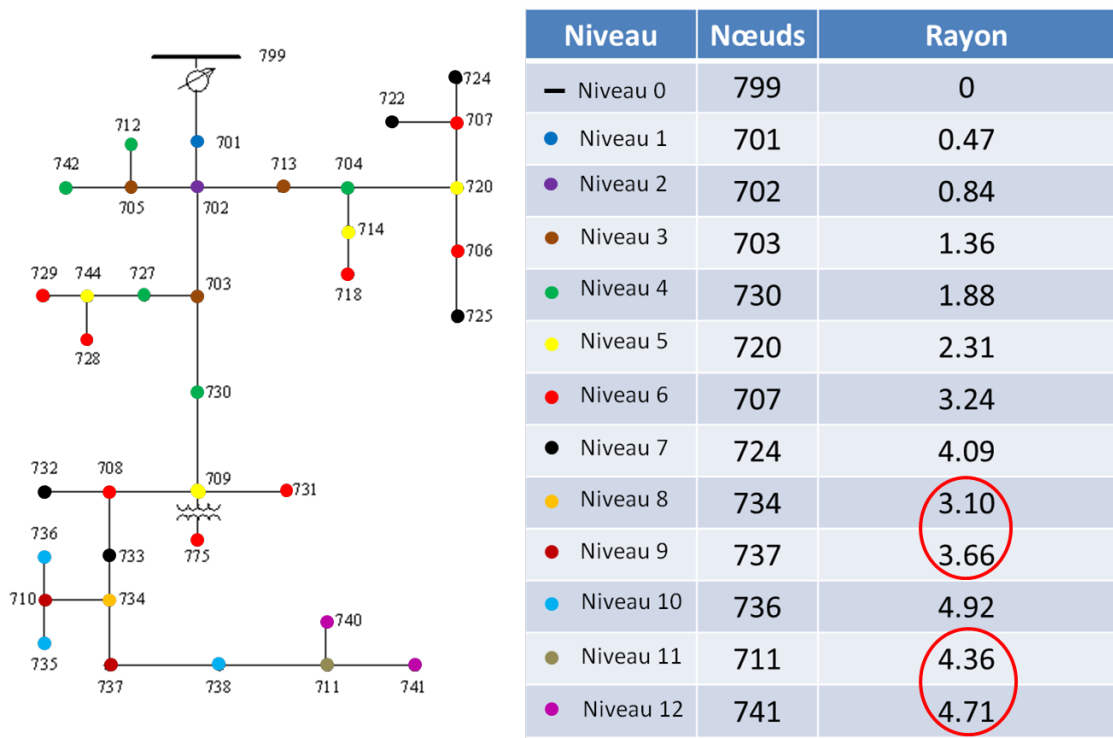 799
724
722
707
712
701
713
704
742
705
702
720
714
706
729
744
727
703
718
725
728
730
732
708
709
731
736
733
775
710
734
740
735
737
738
711
741
Niveau Nœuds Rayon
Niveau 0 799 0
Niveau 1 701 0.47
Niveau 2 702 0.84
Niveau 3 703 1.36
Niveau 4 730 1.88
Niveau 5 720 2.31
Niveau 6 707 3.24
Niveau 7 724 4.09
Niveau 8 734 3.10
Niveau 9 737 3.66
Niveau 10 736 4.92
Niveau 11 711 4.36
Niveau 12 741 4.71